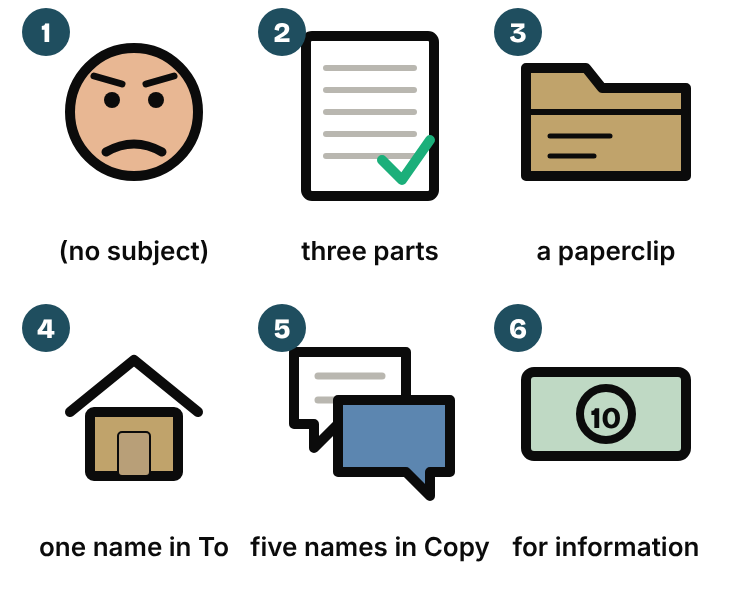 1
2
3
(no subject)
three parts
a paperclip
4
5
6
10
one name in To
five names in Copy
for information